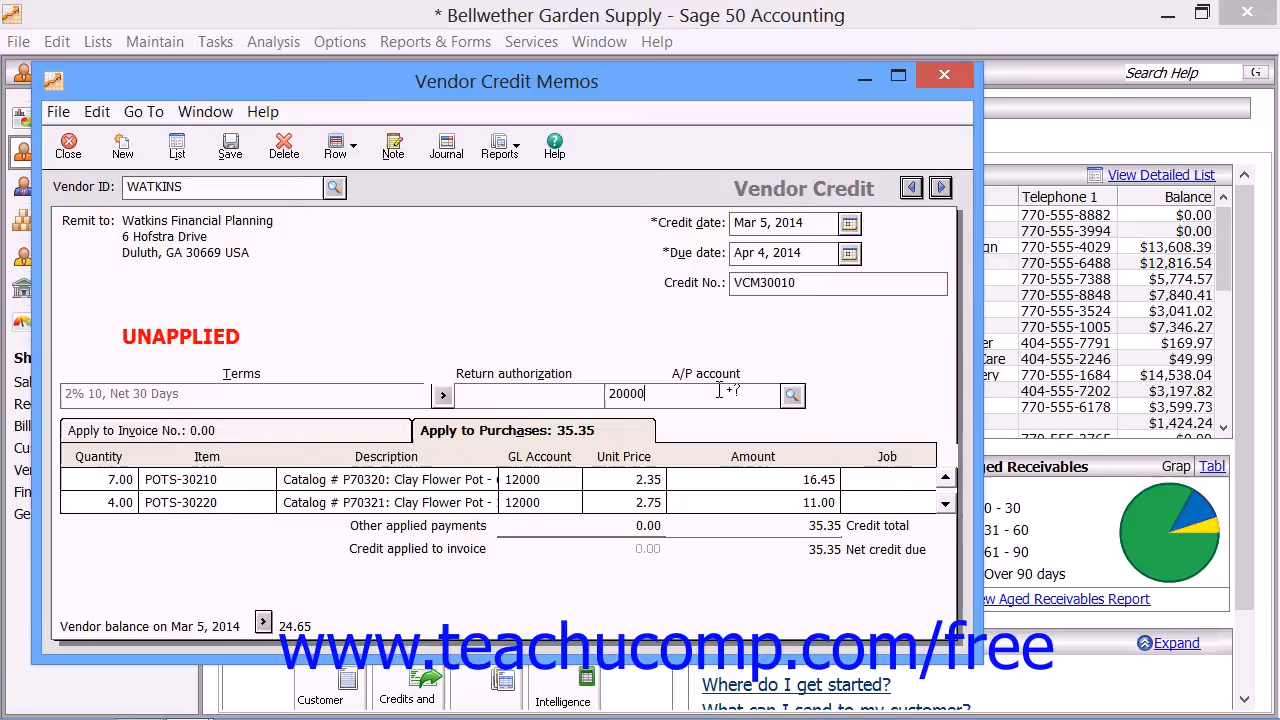 * Bellwether Garden Supply - Sage 50 Accounting
File Edit Lists Maintain Tasks Analysis Options Reports & Forms Services Window Help
Search Help
Vendor Credit Memos
File Edit Go To Window Help
Close New List Save Delete Row Note Journal Reports Help
Vendor ID: WATKINS
Vendor Credit
Remit to: Watkins Financial Planning
6 Hofstra Drive
Duluth, GA 30669 USA
*Credit date: Mar 5, 2014
*Due date: Apr 4, 2014
Credit No.: VCM30010
UNAPPLIED
Terms Return authorization A/P account
2% 10, Net 30 Days 20000
Apply to Invoice No.: 0.00 Apply to Purchases: 35.35
Quantity Item Description GL Account Unit Price Amount Job
7.00 POTS-30210 Catalog # P70320: Clay Flower Pot - 12000 2.35 16.45
4.00 POTS-30220 Catalog # P70321: Clay Flower Pot - 12000 2.75 11.00
Other applied payments 0.00 35.35 Credit total
Credit applied to invoice 0.00 35.35 Net credit due
Vendor balance on Mar 5, 2014 24.65
View Detailed List
Telephone 1 Balance
770-555-8882 $0.00
770-555-3994 $0.00
gn 770-555-4029 $13,608.39
770-555-6488 $12,816.54
770-555-7388 $5,774.57
770-555-8848 $7,840.41
770-555-3524 $3,041.02
770-555-1005 $7,346.27
er 404-555-7791 $169.97
Care 404-555-2246 $49.99
ery 770-555-1684 $14,538.04
404-555-7202 $3,197.82
770-555-6178 $3,599.73
$1,424.24
ged Receivables Grap Tabl
0 - 30
31 - 60
61 - 90
Over 90 days
ew Aged Receivables Report
Expand
Sh
Re
Bil
Cu
Ve
Fin
Ge
www.teachucomp.com/free
Customer Credits and Intelligence
Where do I get started?
What can I send to my customer?